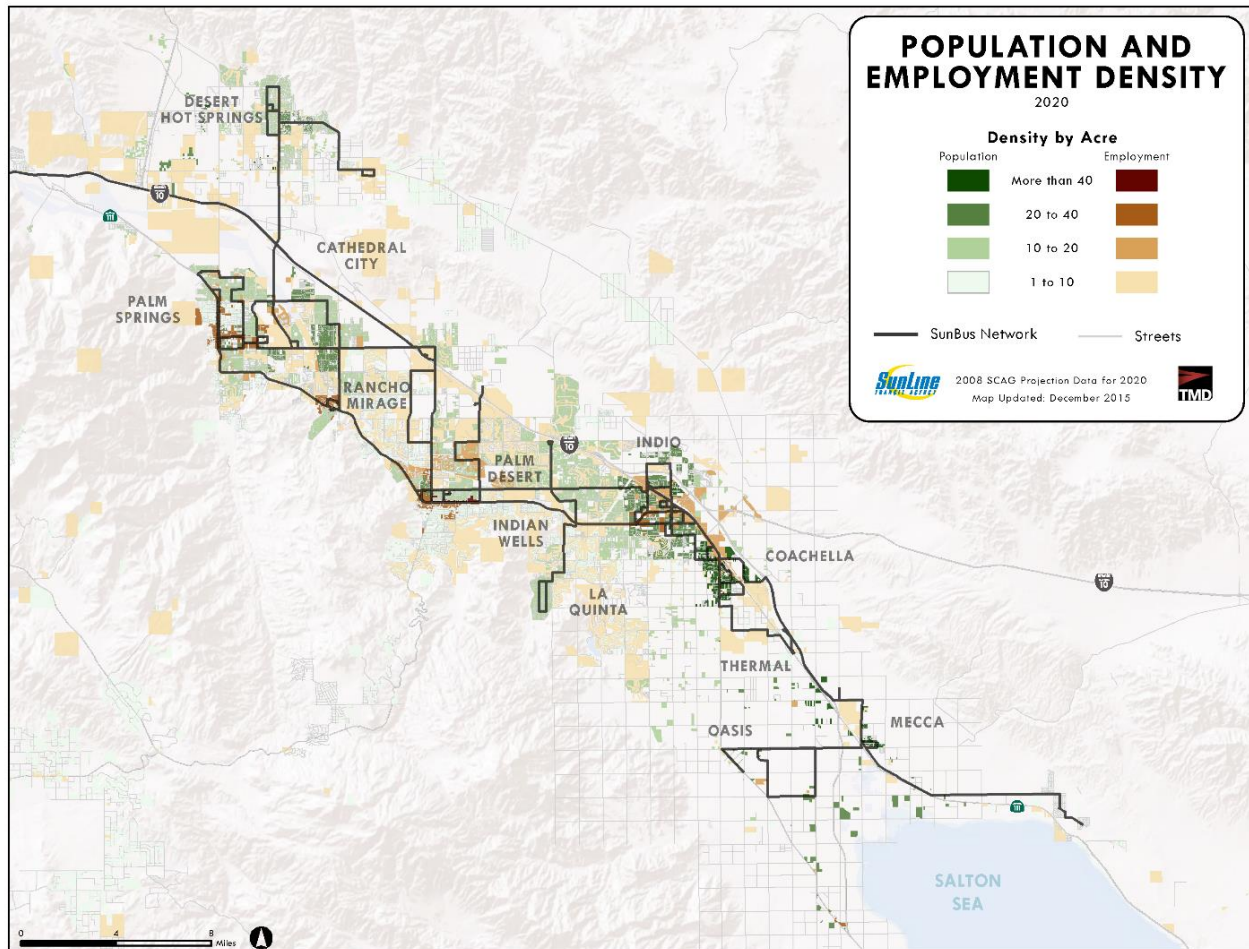 POPULATION AND
EMPLOYMENT DENSITY
2020
Density by Acre
Population
Employment
More than 40
20 to 40
10 to 20
1 to 10
SunBus Network
Streets
SunLine
TRANSIT AGENCY
2008 SCAG Projection Data for 2020
Map Updated: December 2015
TMD
DESERT
HOT SPRINGS
10
111
CATHEDRAL
CITY
PALM
SPRINGS
RANCHO
MIRAGE
10
INDIO
PALM
DESERT
INDIAN
WELLS
COACHELLA
10
LA
QUINTA
THERMAL
OASIS
MECCA
111
SALTON
SEA
0
4
8
Miles